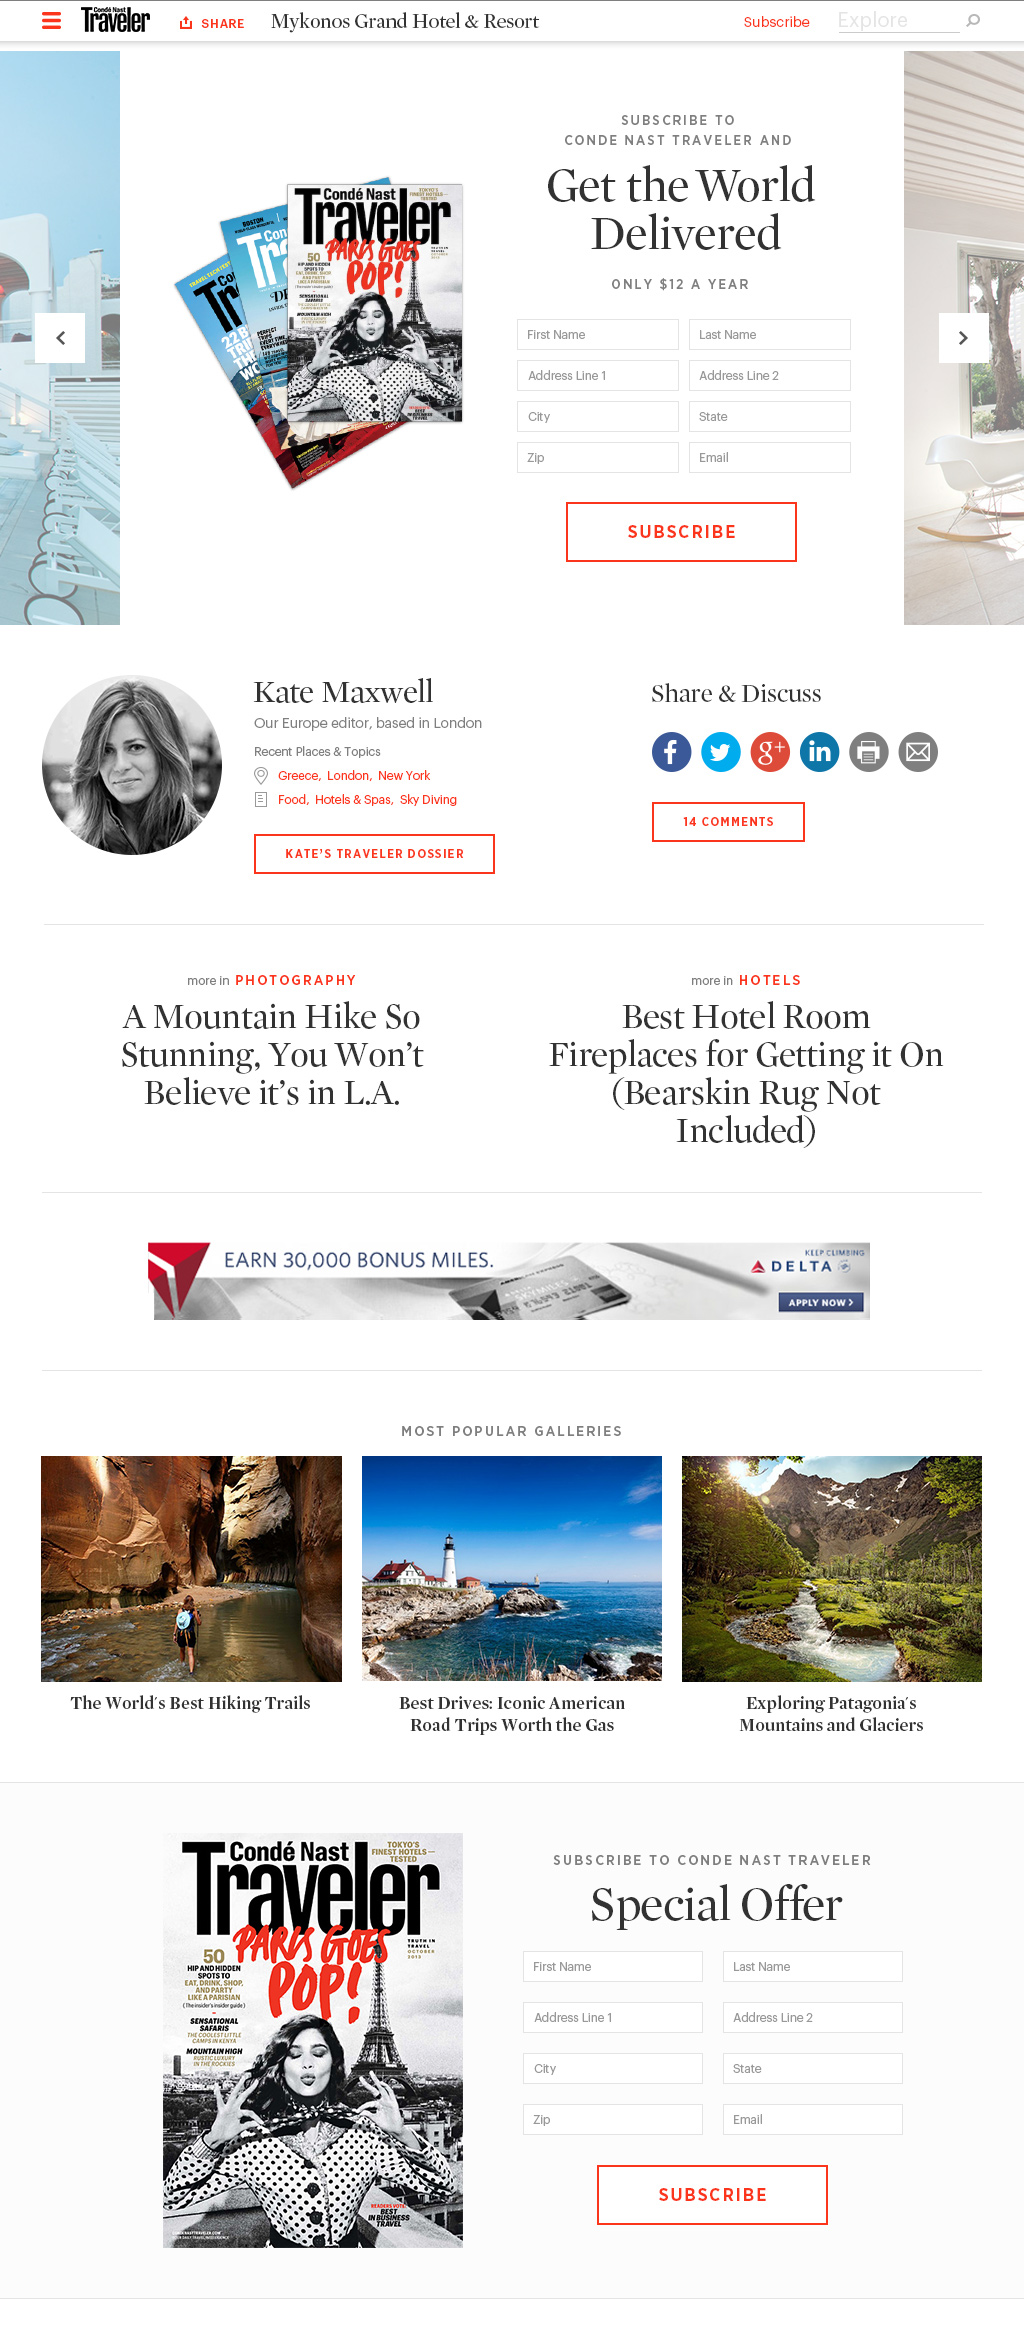 Condé Nast
Traveler
SHARE
Mykonos Grand Hotel & Resort
Subscribe
Explore
SUBSCRIBE TO
CONDE NAST TRAVELER AND
Get the World
Delivered
ONLY $12 A YEAR
Condé Nast
Traveler
TOKYO'S
FINEST HOTELS—
TESTED
BOSTON
PARIS GOES
POP!
50
HIP AND HIDDEN
SPOTS TO
EAT, DRINK, SHOP,
AND PARTY
LIKE A PARISIAN
SENSATIONAL
SAFARIS
MOUNTAIN HIGH
First Name
Last Name
Address Line 1
Address Line 2
City
State
Zip
Email
SUBSCRIBE
Kate Maxwell
Our Europe editor, based in London
Recent Places & Topics
Greece, London, New York
Food, Hotels & Spas, Sky Diving
KATE'S TRAVELER DOSSIER
Share & Discuss
f
g+
in
14 COMMENTS
more in PHOTOGRAPHY
A Mountain Hike So
Stunning, You Won't
Believe it's in L.A.
more in HOTELS
Best Hotel Room
Fireplaces for Getting it On
(Bearskin Rug Not
Included)
EARN 30,000 BONUS MILES.
KEEP CLIMBING
DELTA
APPLY NOW >
MOST POPULAR GALLERIES
The World's Best Hiking Trails
Best Drives: Iconic American
Road Trips Worth the Gas
Exploring Patagonia's
Mountains and Glaciers
Condé Nast
Traveler
TOKYO'S
FINEST HOTELS—
TESTED
PARIS GOES
POP!
TRUTH IN
TRAVEL
OCTOBER
2013
50
HIP AND HIDDEN
SPOTS TO
EAT, DRINK, SHOP,
AND PARTY
LIKE A PARISIAN
(The insider's insider guide)
SENSATIONAL
SAFARIS
THE COOLEST LITTLE
CAMPS IN KENYA
MOUNTAIN HIGH
RUSTIC LUXURY
IN THE ROCKIES
READERS VOTE:
BEST
IN BUSINESS
TRAVEL
SUBSCRIBE TO CONDE NAST TRAVELER
Special Offer
First Name
Last Name
Address Line 1
Address Line 2
City
State
Zip
Email
SUBSCRIBE